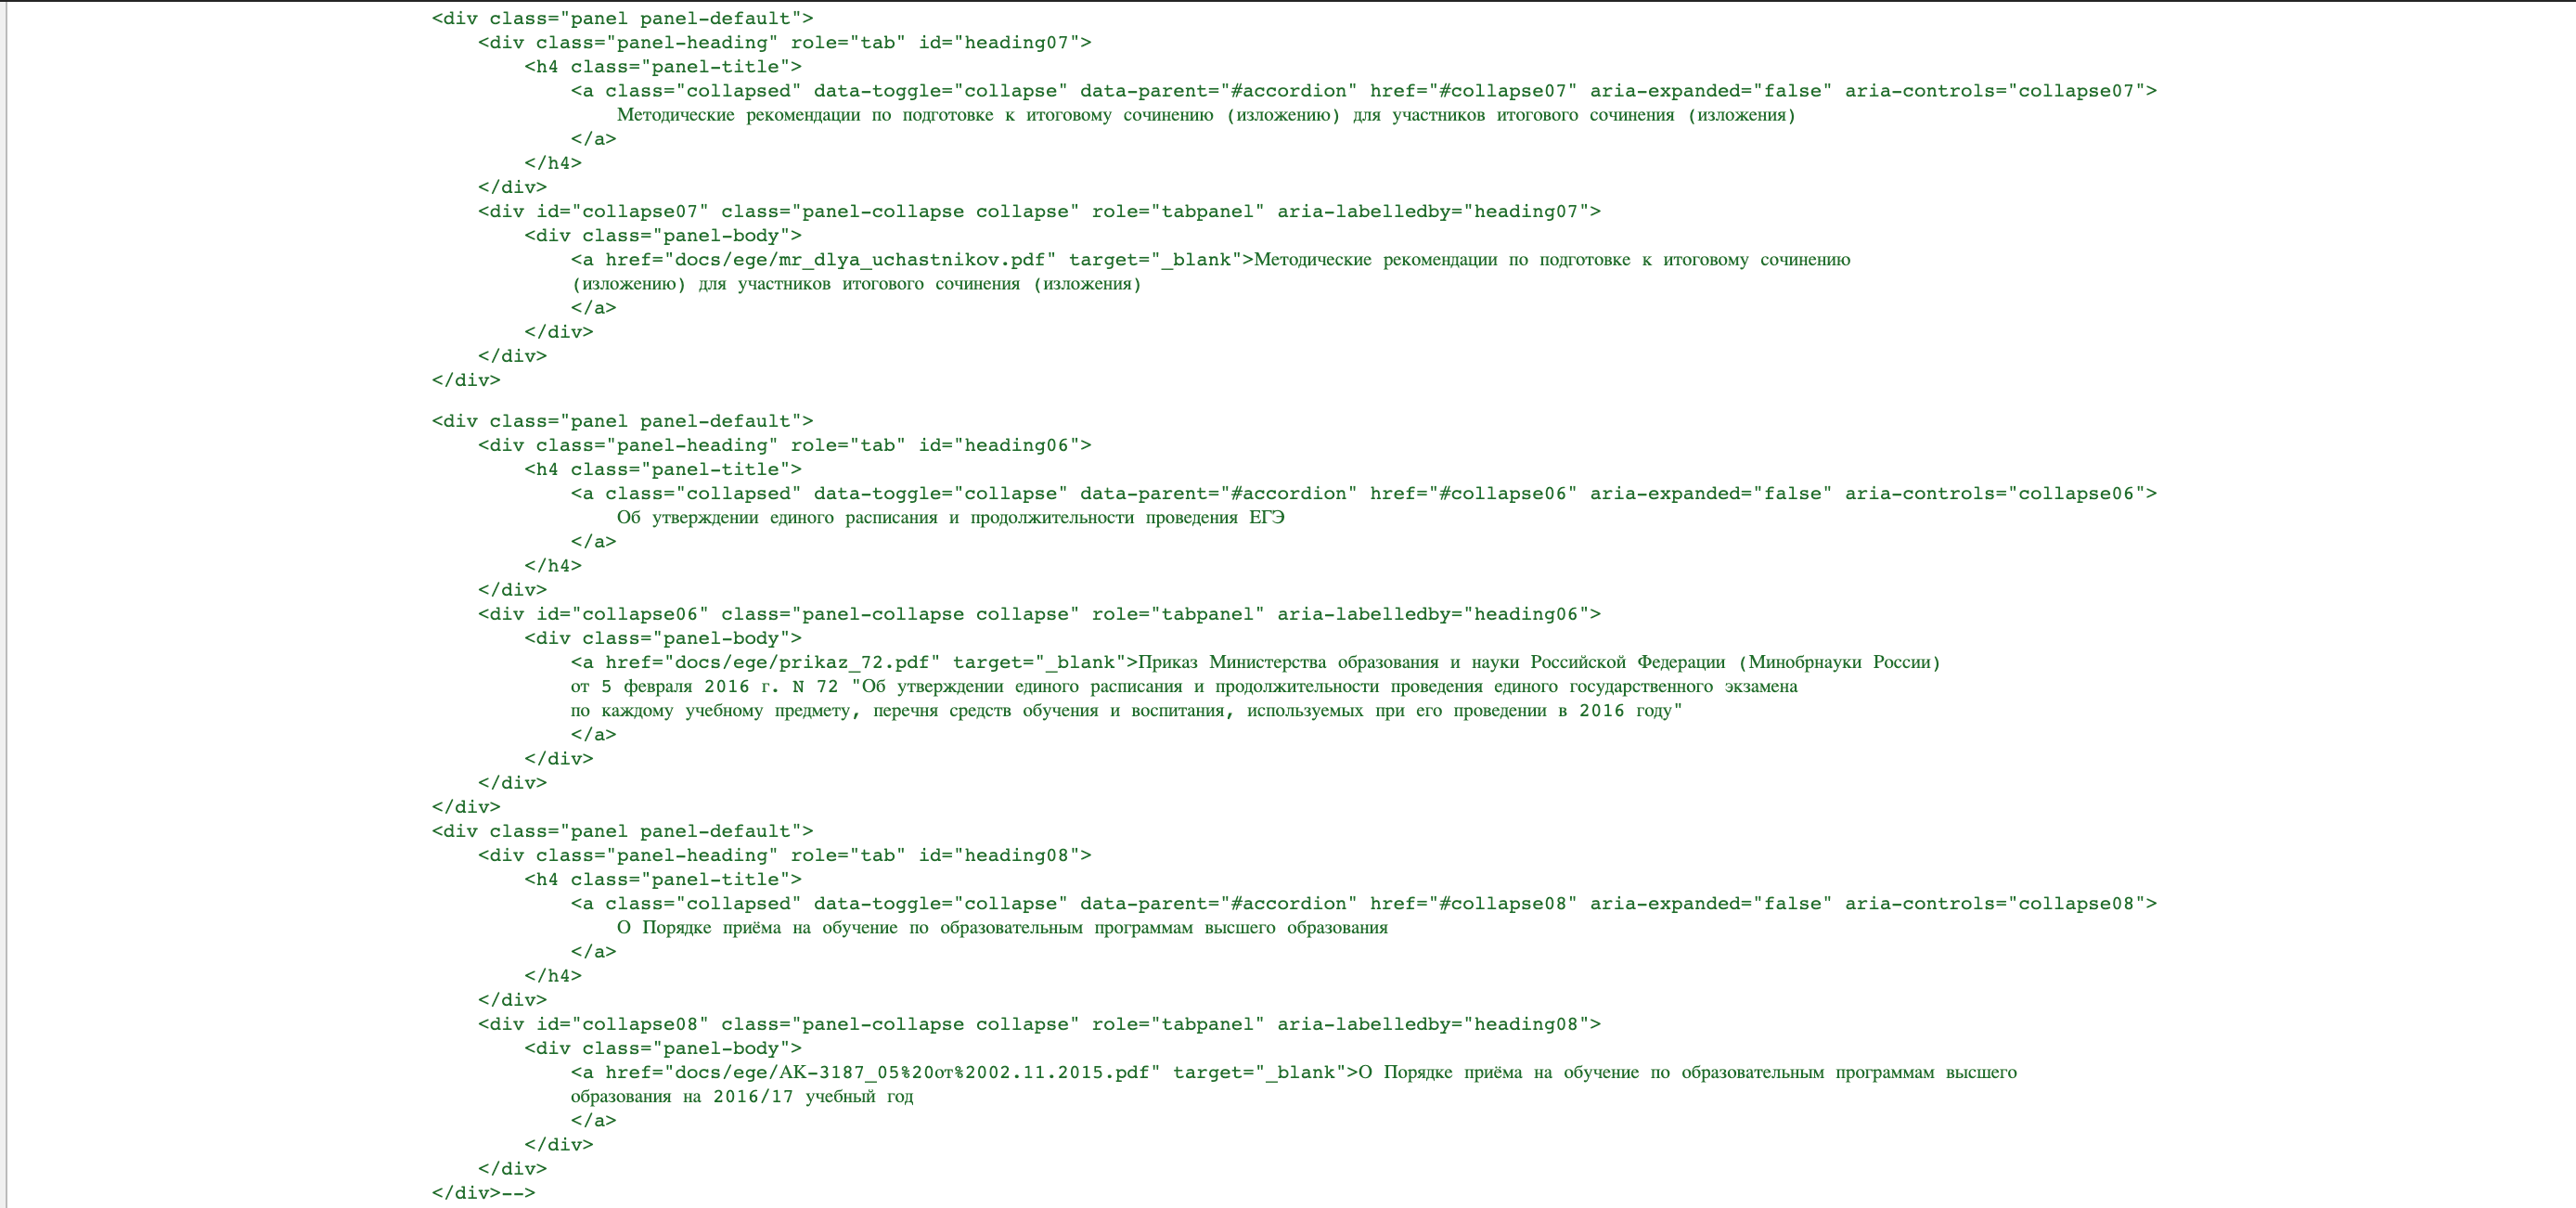 <div class="panel panel-default">
<div class="panel-heading" role="tab" id="heading07">
<h4 class="panel-title">
<a class="collapsed" data-toggle="collapse" data-parent="#accordion" href="#collapse07" aria-expanded="false" aria-controls="collapse07">
Методические рекомендации по подготовке к итоговому сочинению (изложению) для участников итогового сочинения (изложения)
</a>
</h4>
</div>
<div id="collapse07" class="panel-collapse collapse" role="tabpanel" aria-labelledby="heading07">
<div class="panel-body">
<a href="docs/ege/mr_dlya_uchastnikov.pdf" target="_blank">Методические рекомендации по подготовке к итоговому сочинению
(изложению) для участников итогового сочинения (изложения)
</a>
</div>
</div>
</div>
<div class="panel panel-default">
<div class="panel-heading" role="tab" id="heading06">
<h4 class="panel-title">
<a class="collapsed" data-toggle="collapse" data-parent="#accordion" href="#collapse06" aria-expanded="false" aria-controls="collapse06">
Об утверждении единого расписания и продолжительности проведения ЕГЭ
</a>
</h4>
</div>
<div id="collapse06" class="panel-collapse collapse" role="tabpanel" aria-labelledby="heading06">
<div class="panel-body">
<a href="docs/ege/prikaz_72.pdf" target="_blank">Приказ Министерства образования и науки Российской Федерации (Минобрнауки России)
от 5 февраля 2016 г. N 72 "Об утверждении единого расписания и продолжительности проведения единого государственного экзамена
по каждому учебному предмету, перечня средств обучения и воспитания, используемых при его проведении в 2016 году"
</a>
</div>
</div>
</div>
<div class="panel panel-default">
<div class="panel-heading" role="tab" id="heading08">
<h4 class="panel-title">
<a class="collapsed" data-toggle="collapse" data-parent="#accordion" href="#collapse08" aria-expanded="false" aria-controls="collapse08">
О Порядке приёма на обучение по образовательным программам высшего образования
</a>
</h4>
</div>
<div id="collapse08" class="panel-collapse collapse" role="tabpanel" aria-labelledby="heading08">
<div class="panel-body">
<a href="docs/ege/АК-3187_05%20от%2002.11.2015.pdf" target="_blank">О Порядке приёма на обучение по образовательным программам высшего
образования на 2016/17 учебный год
</a>
</div>
</div>
</div>-->